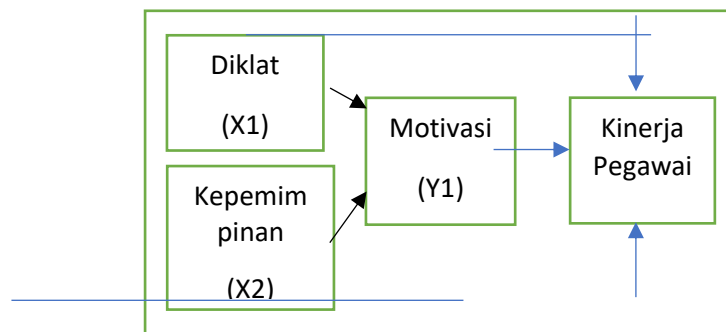 Diklat
(X1)
Kepemim
pinan
(X2)
Motivasi
(Y1)
Kinerja
Pegawai